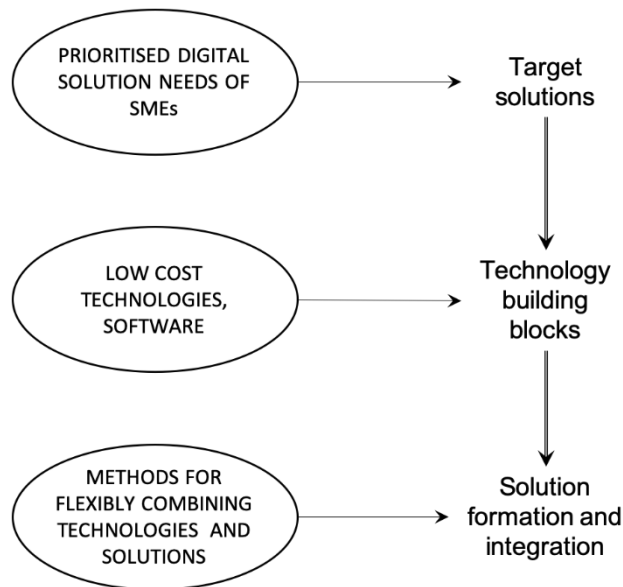 PRIORITISED DIGITAL
SOLUTION NEEDS OF
SMEs
Target
solutions
LOW COST
TECHNOLOGIES,
SOFTWARE
Technology
building
blocks
METHODS FOR
FLEXIBLY COMBINING
TECHNOLOGIES AND
SOLUTIONS
Solution
formation and
integration